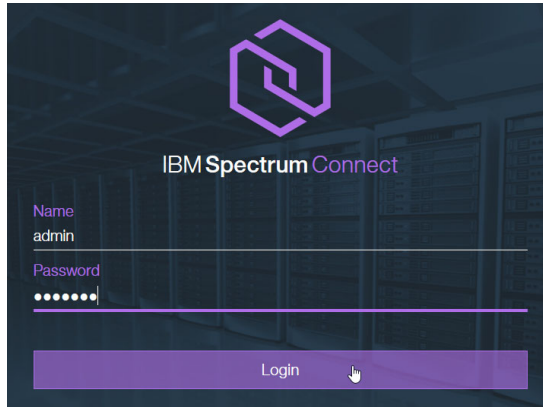 IBM Spectrum Connect
Name
admin
Password
•••••••
Login